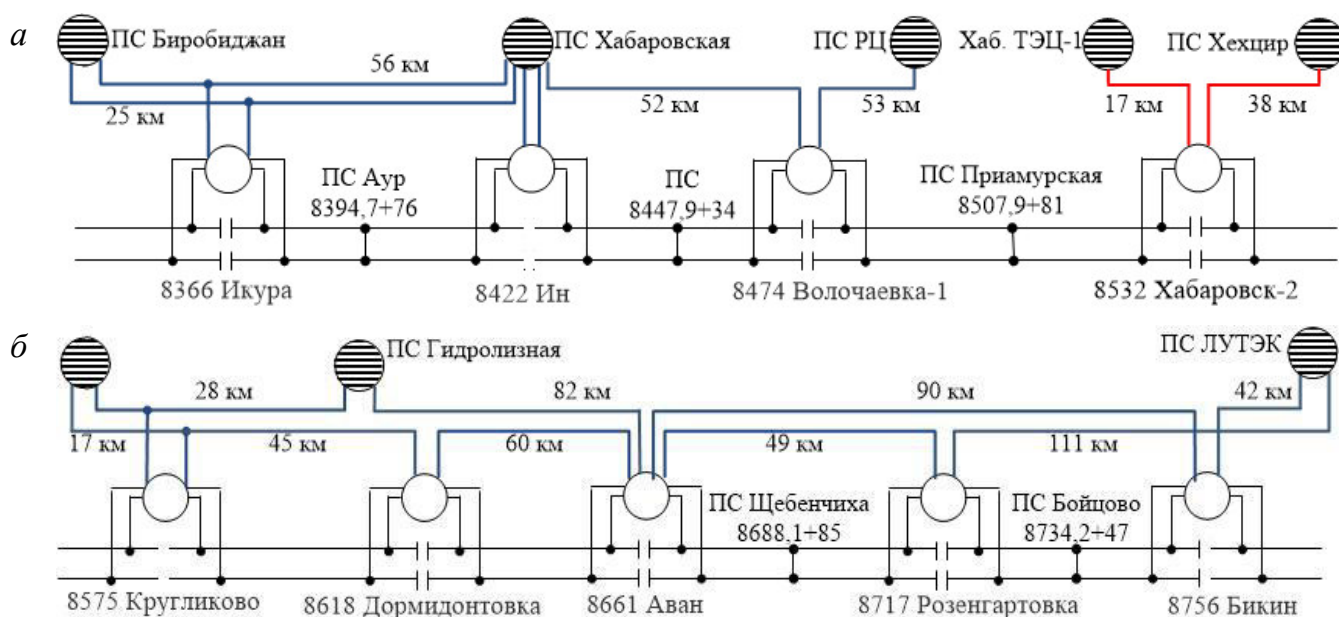 а
ПС Биробиджан
ПС Хабаровская
ПС РЦ
Хаб. ТЭЦ-1
ПС Хехцир
56 км
25 км
52 км
53 км
17 км
38 км
ПС Аур
8394,7+76
ПС
8447,9+34
ПС Приамурская
8507,9+81
8366 Икура
8422 Ин
8474 Волочаевка-1
8532 Хабаровск-2
б
ПС Гидролизная
ПС ЛУТЭК
28 км
82 км
90 км
42 км
17 км
45 км
60 км
49 км
111 км
ПС Щебенчиха
8688,1+85
ПС Бойцово
8734,2+47
8575 Кругликово
8618 Дормидонтовка
8661 Аван
8717 Розенгартовка
8756 Бикин